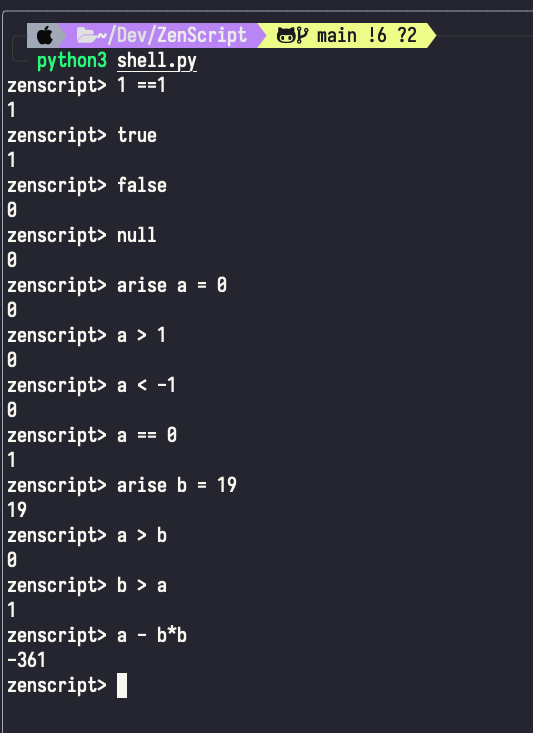 ~/Dev/ZenScript main !6 ?2
python3 shell.py
zenscript> 1 ==1
1
zenscript> true
1
zenscript> false
0
zenscript> null
0
zenscript> arise a = 0
0
zenscript> a > 1
0
zenscript> a < -1
0
zenscript> a == 0
1
zenscript> arise b = 19
19
zenscript> a > b
0
zenscript> b > a
1
zenscript> a - b*b
-361
zenscript>